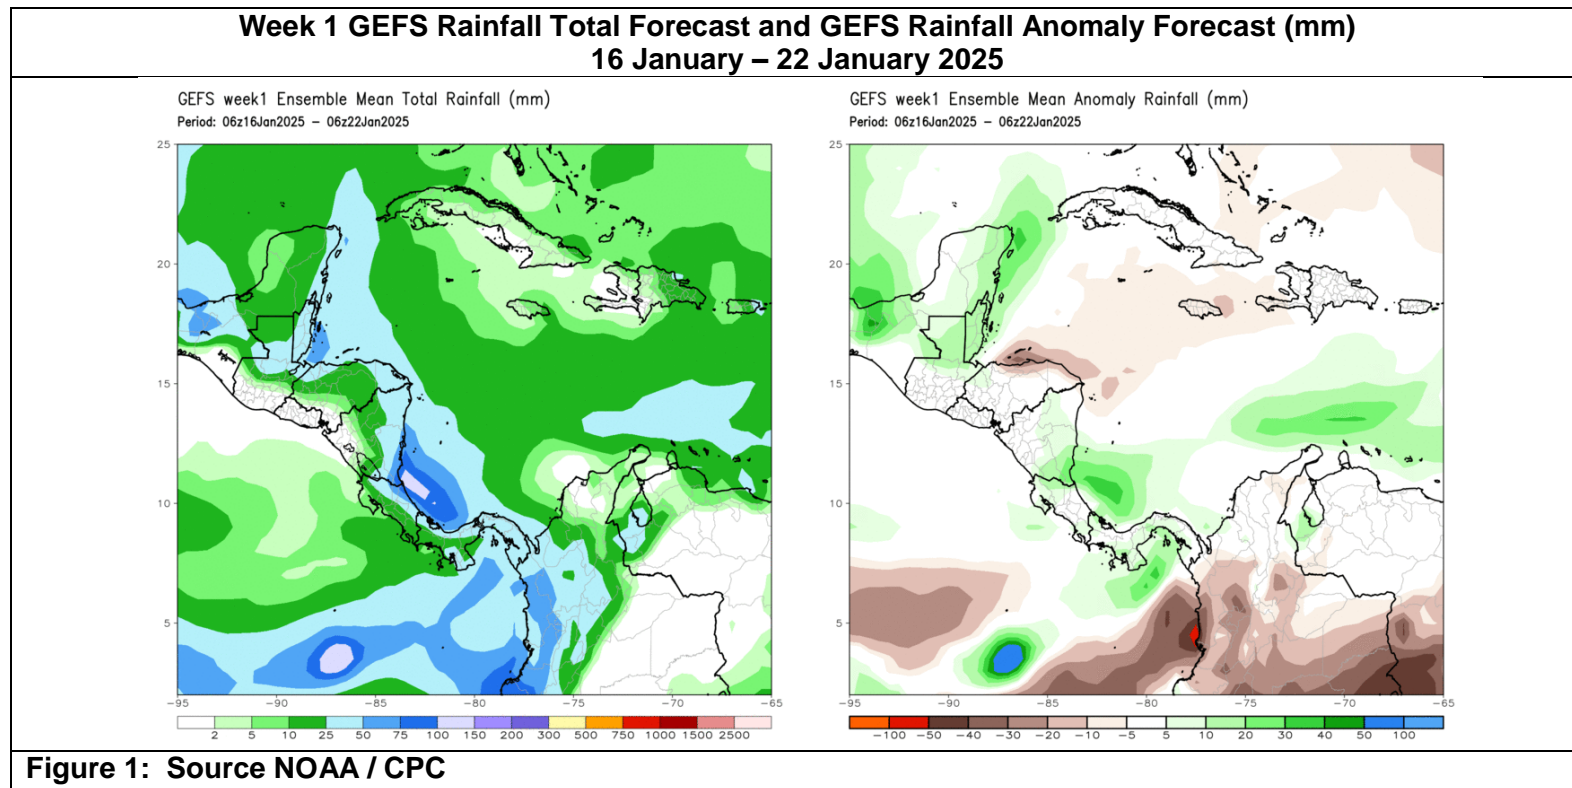 Week 1 GEFS Rainfall Total Forecast and GEFS Rainfall Anomaly Forecast (mm)
16 January – 22 January 2025
GEFS week1 Ensemble Mean Total Rainfall (mm)
Period: 06z16Jan2025 – 06z22Jan2025
25
20
15
10
5
−95 −90 −85 −80 −75 −70 −65
2 5 10 25 50 75 100 150 200 300 500 750 1000 1500 2500
GEFS week1 Ensemble Mean Anomaly Rainfall (mm)
Period: 06z16Jan2025 – 06z22Jan2025
25
20
15
10
5
−95 −90 −85 −80 −75 −70 −65
−100 −50 −40 −30 −20 −10 −5 5 10 20 30 40 50 100
Figure 1: Source NOAA / CPC